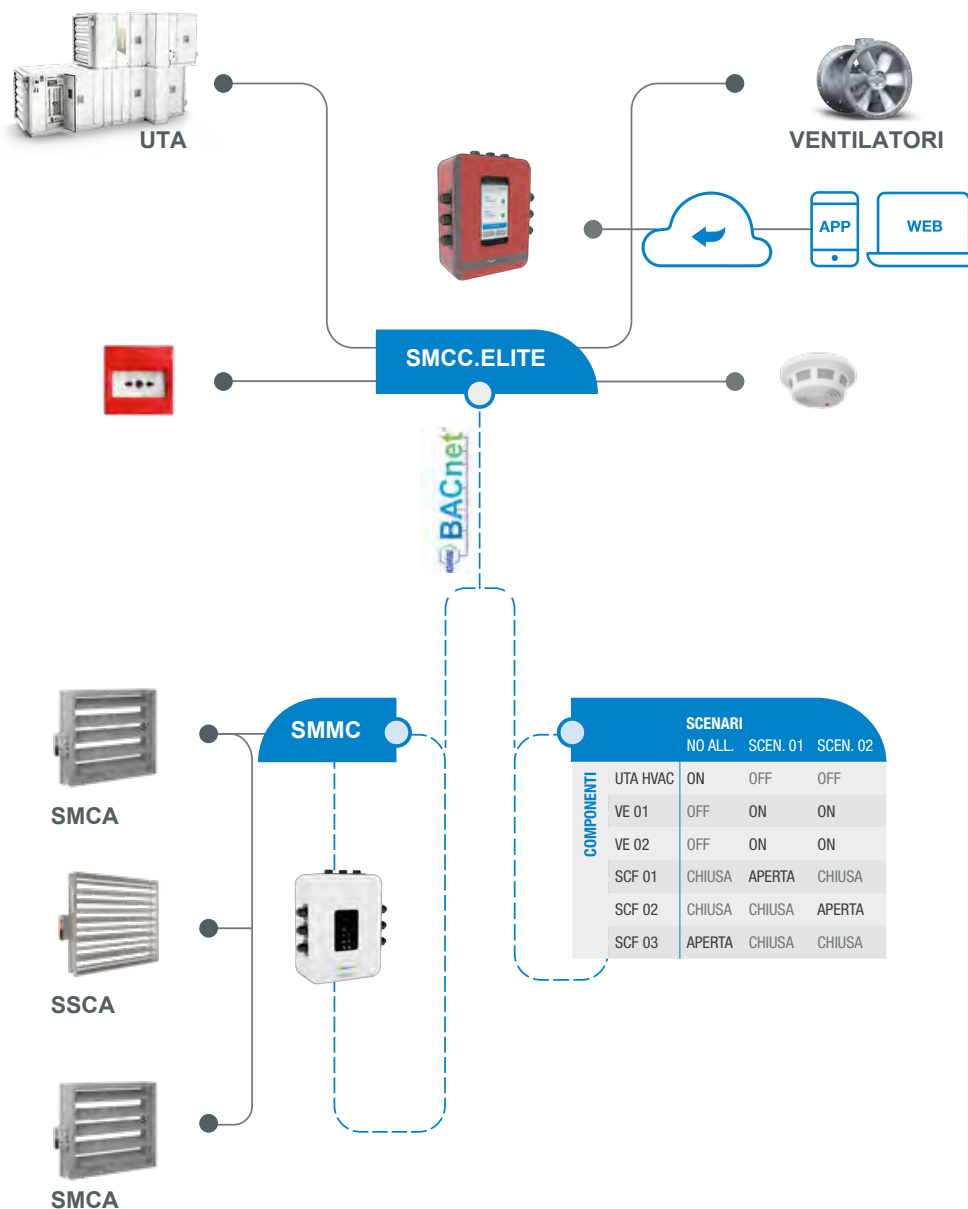 UTA
VENTILATORI
APP
WEB
SMCC.ELITE
BACnet
SMMC
SMCA
SSCA
SMCA
SCENARI
NO ALL. SCEN. 01 SCEN. 02
COMPONENTI
UTA HVAC ON OFF OFF
VE 01 OFF ON ON
VE 02 OFF ON ON
SCF 01 CHIUSA APERTA CHIUSA
SCF 02 CHIUSA CHIUSA APERTA
SCF 03 APERTA CHIUSA CHIUSA